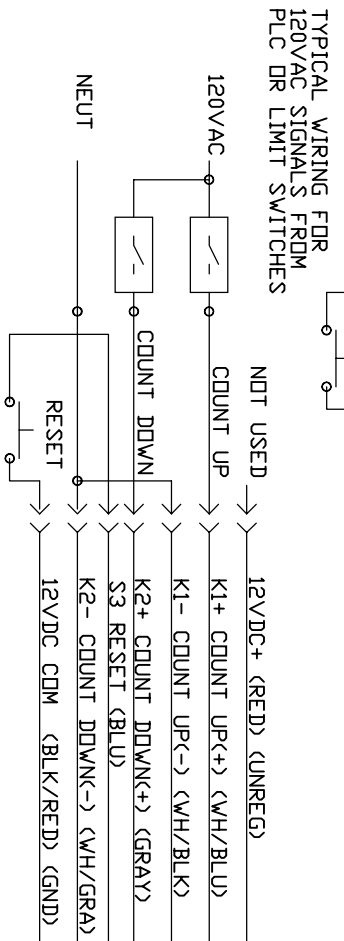 TYPICAL WIRING FOR
120VAC SIGNALS FROM
PLC OR LIMIT SWITCHES
120VAC
NEUT
NOT USED
COUNT UP
COUNT DOWN
RESET
12VDC+ (RED) (UNREG)
K1+ COUNT UP(+) (WH/BLU)
K1- COUNT UP(-) (WH/BLK)
K2+ COUNT DOWN(+) (GRAY)
S3 RESET (BLU)
K2- COUNT DOWN(-) (WH/GRA)
12VDC COM (BLK/RED) (GND)